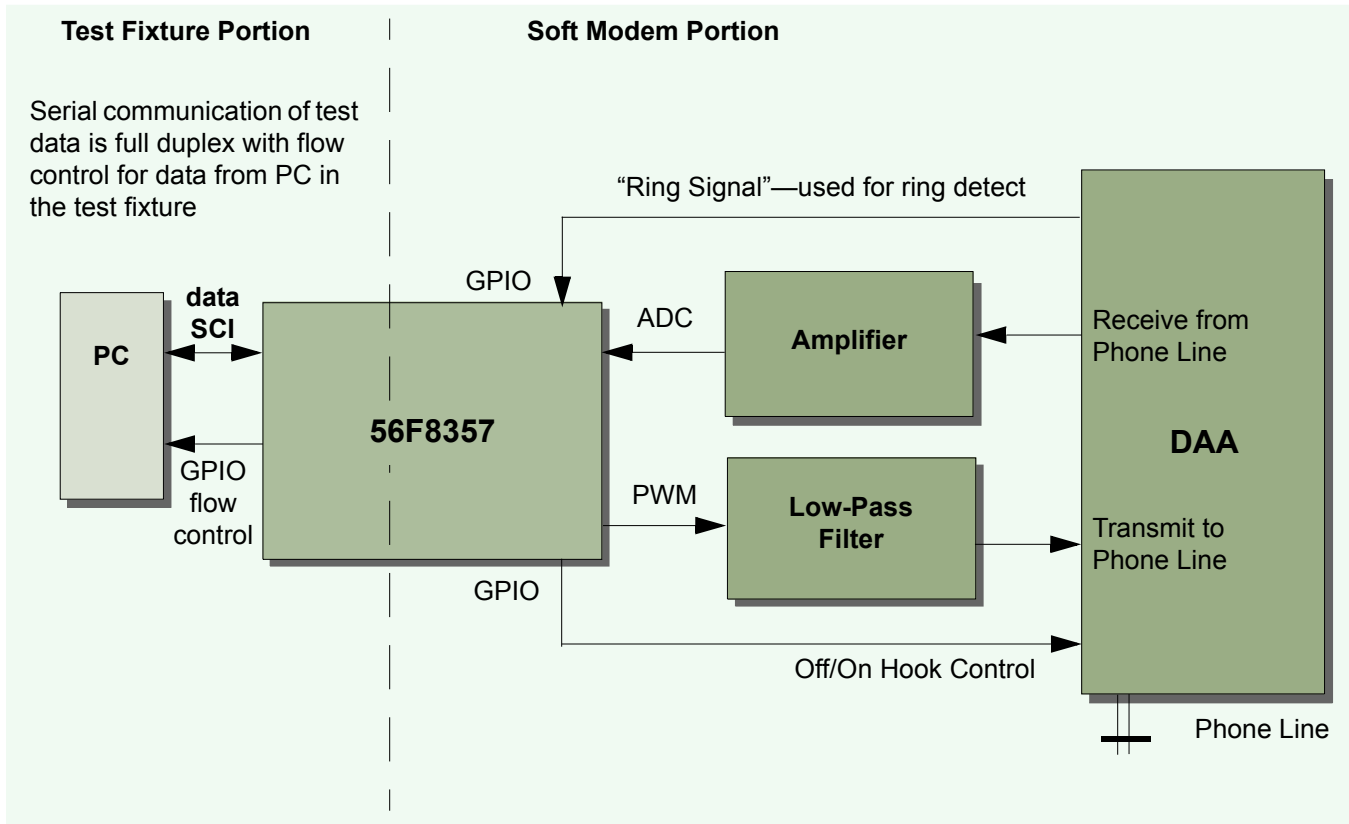 Test Fixture Portion
Soft Modem Portion
Serial communication of test
data is full duplex with flow
control for data from PC in
the test fixture
“Ring Signal”—used for ring detect
GPIO
data
SCI
PC
ADC
Amplifier
Receive from
Phone Line
56F8357
DAA
GPIO
flow
control
PWM
Low-Pass
Filter
Transmit to
Phone Line
GPIO
Off/On Hook Control
Phone Line